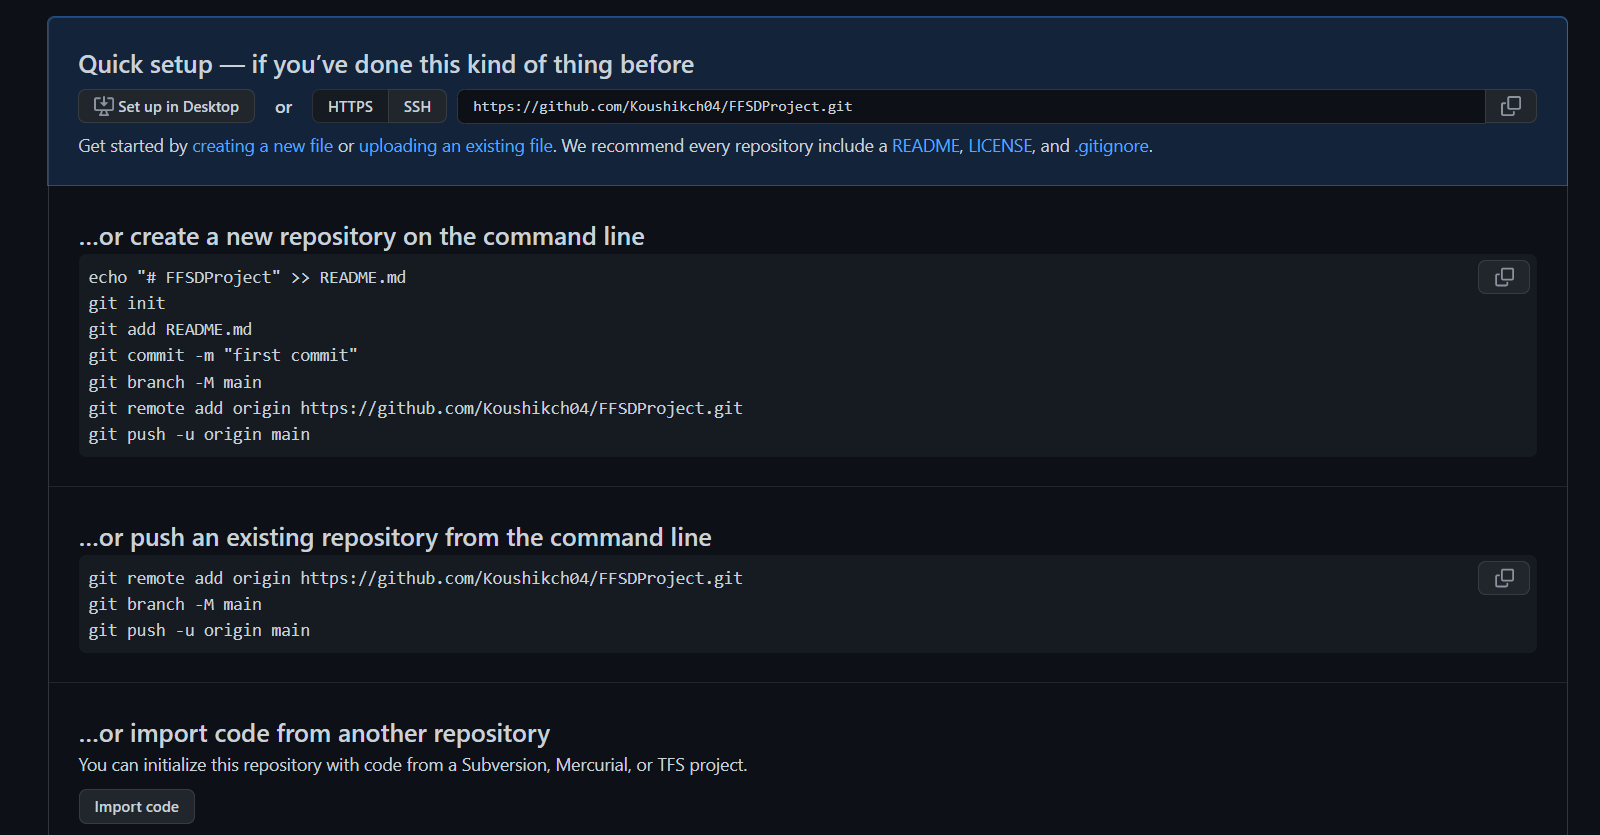 Quick setup — if you’ve done this kind of thing before
Set up in Desktop or HTTPS SSH https://github.com/Koushikch04/FFSDProject.git
Get started by creating a new file or uploading an existing file. We recommend every repository include a README, LICENSE, and .gitignore.
…or create a new repository on the command line
echo "# FFSDProject" >> README.md
git init
git add README.md
git commit -m "first commit"
git branch -M main
git remote add origin https://github.com/Koushikch04/FFSDProject.git
git push -u origin main
…or push an existing repository from the command line
git remote add origin https://github.com/Koushikch04/FFSDProject.git
git branch -M main
git push -u origin main
…or import code from another repository
You can initialize this repository with code from a Subversion, Mercurial, or TFS project.
Import code